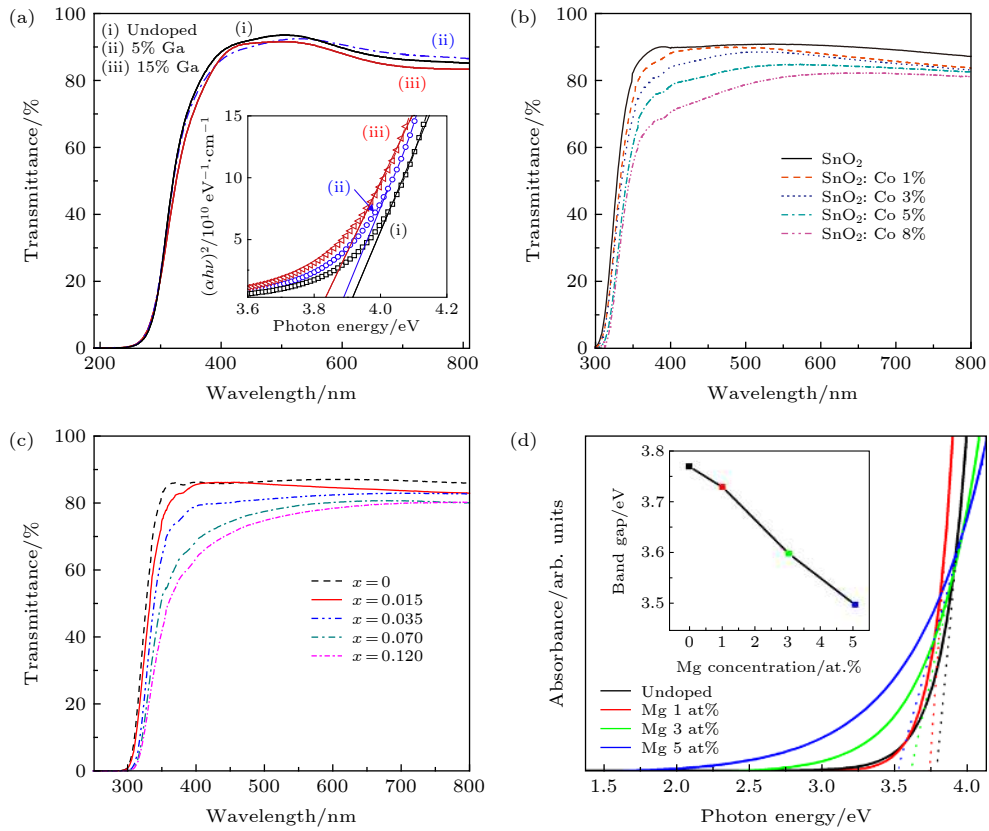 (a)
(i) Undoped
(ii) 5% Ga
(iii) 15% Ga
(i)
(ii)
(iii)
Transmittance/%
100
80
60
40
20
0
200 300 400 500 600 700 800
Wavelength/nm
(αhν)²/10¹⁰ eV⁻¹·cm⁻¹
15
10
5
3.6 3.8 4.0 4.2
Photon energy/eV
(iii)
(ii)
(i)
(b)
Transmittance/%
100
80
60
40
20
0
300 400 500 600 700 800
Wavelength/nm
SnO₂
SnO₂: Co 1%
SnO₂: Co 3%
SnO₂: Co 5%
SnO₂: Co 8%
(c)
Transmittance/%
100
80
60
40
20
0
300 400 500 600 700 800
Wavelength/nm
x=0
x=0.015
x=0.035
x=0.070
x=0.120
(d)
Absorbance/arb. units
1.5 2.0 2.5 3.0 3.5 4.0
Photon energy/eV
Band gap/eV
3.8
3.7
3.6
3.5
0 1 2 3 4 5
Mg concentration/at.%
Undoped
Mg 1 at%
Mg 3 at%
Mg 5 at%